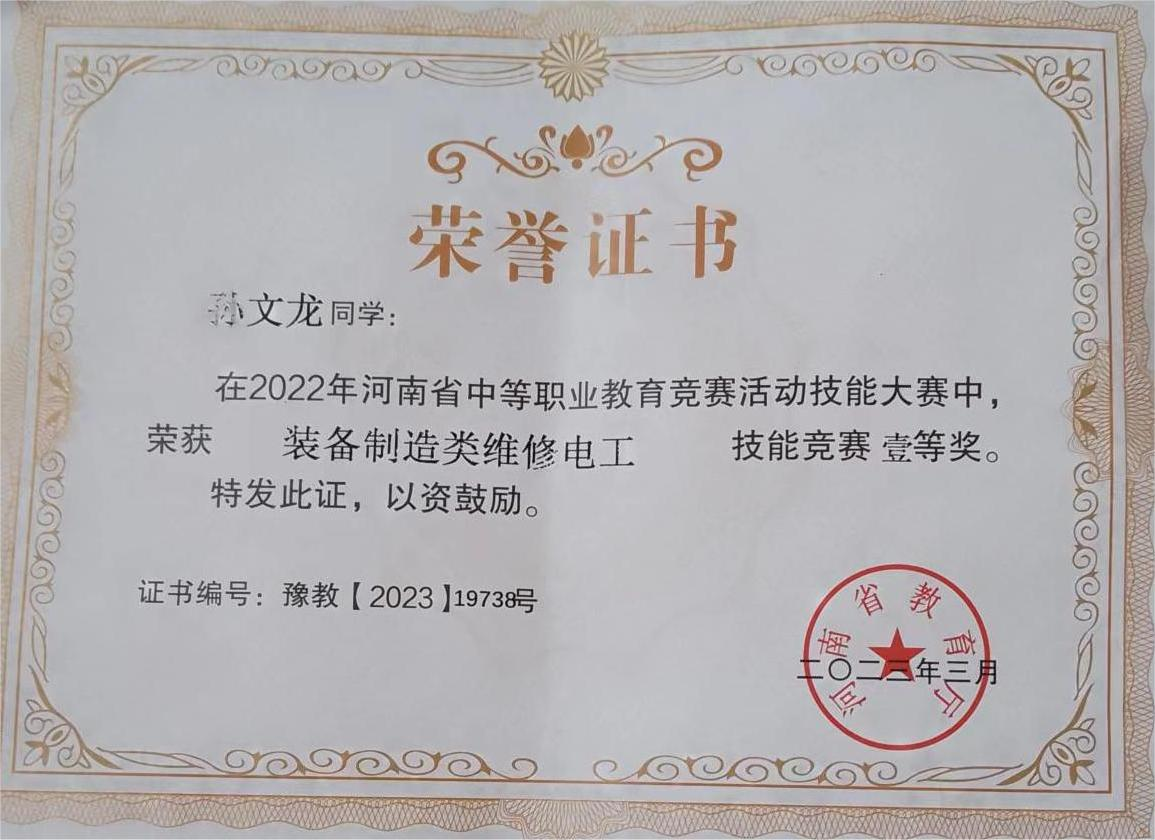 荣誉证书
孙文龙同学：
在2022年河南省中等职业教育竞赛活动技能大赛中，
荣获 装备制造类维修电工 技能竞赛 壹等奖。
特发此证，以资鼓励。
证书编号：豫教【2023】19738号
河南省教育厅
二〇二三年三月